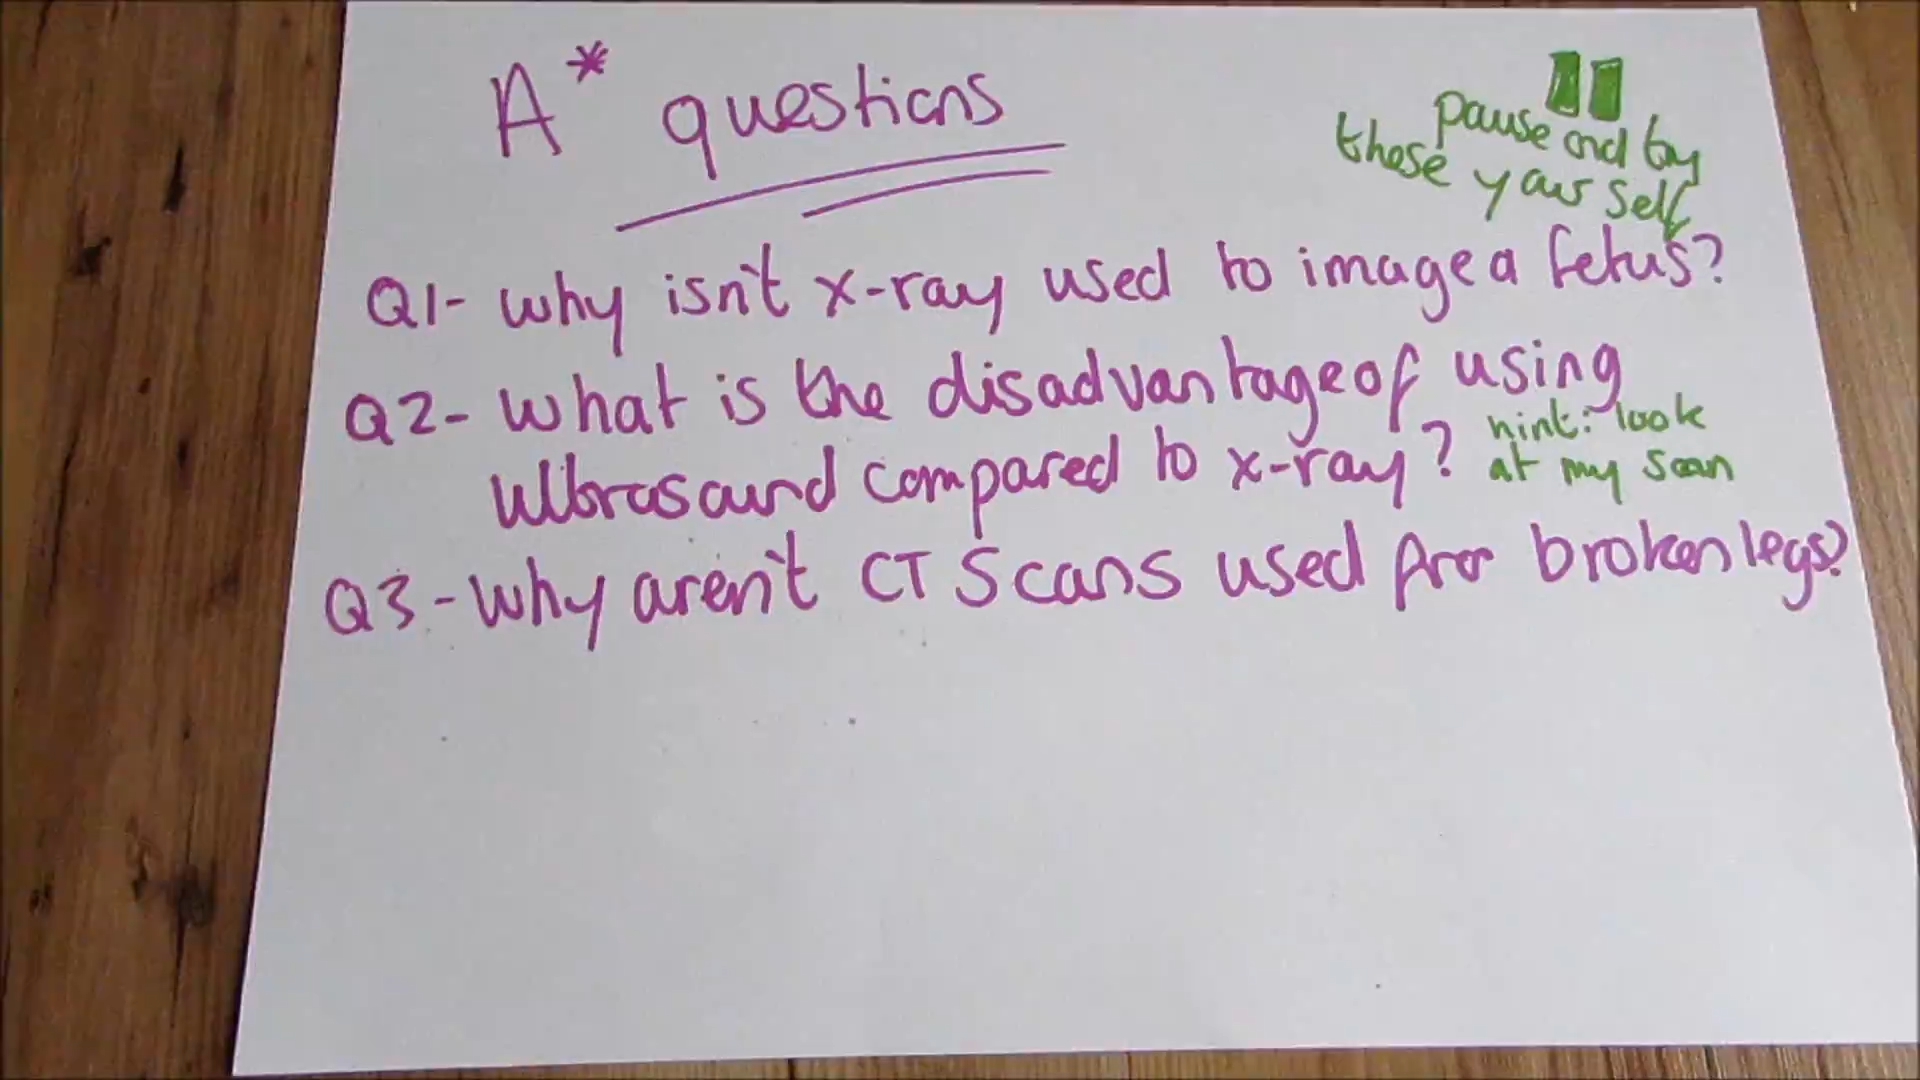 A* questions
pause and try
these yourself
Q1- why isn't x-ray used to image a fetus?
Q2- what is the disadvantage of using
ultrasound compared to x-ray?
hint: look
at my scan
Q3- why aren't CT Scans used for broken legs?